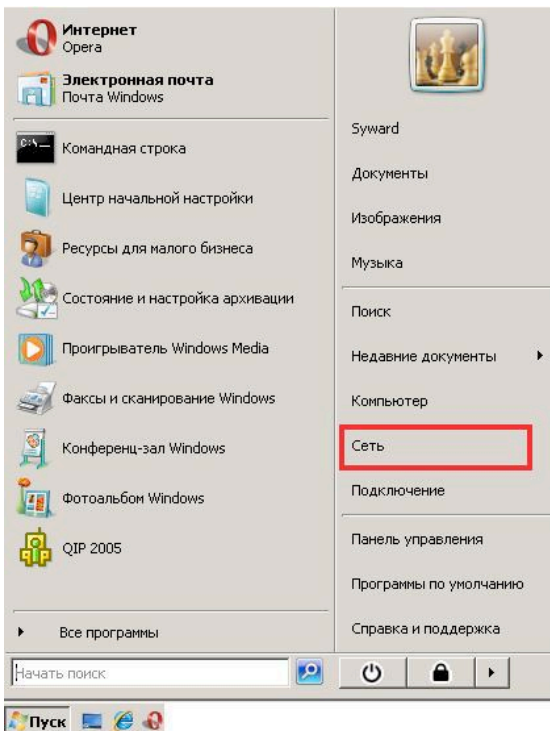 Интернет
Opera
Электронная почта
Почта Windows
Командная строка
Центр начальной настройки
Ресурсы для малого бизнеса
Состояние и настройка архивации
Проигрыватель Windows Media
Факсы и сканирование Windows
Конференц-зал Windows
Фотоальбом Windows
QIP 2005
Все программы
Начать поиск
Syward
Документы
Изображения
Музыка
Поиск
Недавние документы
Компьютер
Сеть
Подключение
Панель управления
Программы по умолчанию
Справка и поддержка
Пуск